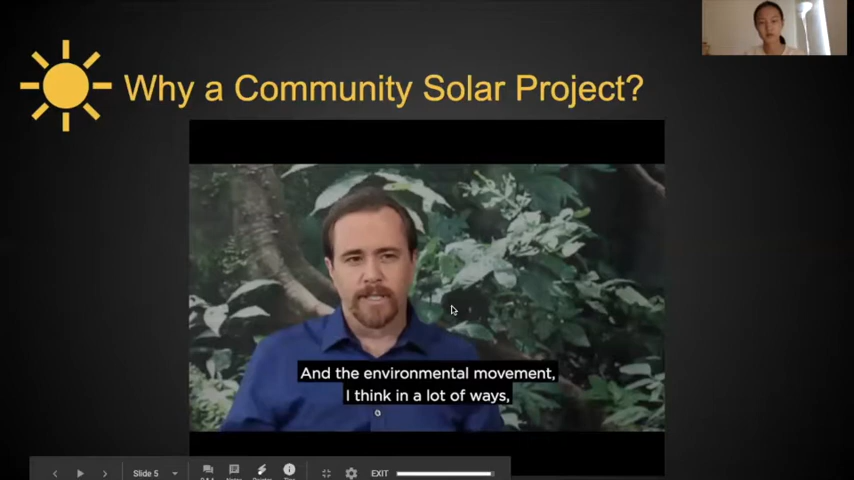 Why a Community Solar Project?
And the environmental movement,
I think in a lot of ways,
Slide 5
EXIT